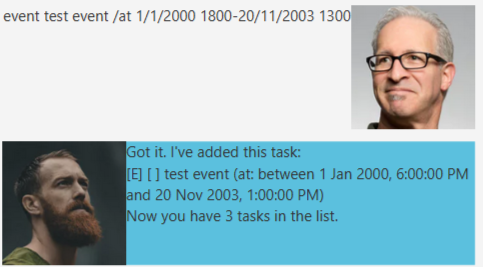 event test event /at 1/1/2000 1800-20/11/2003 1300
Got it. I've added this task:
[E] [ ] test event (at: between 1 Jan 2000, 6:00:00 PM
and 20 Nov 2003, 1:00:00 PM)
Now you have 3 tasks in the list.